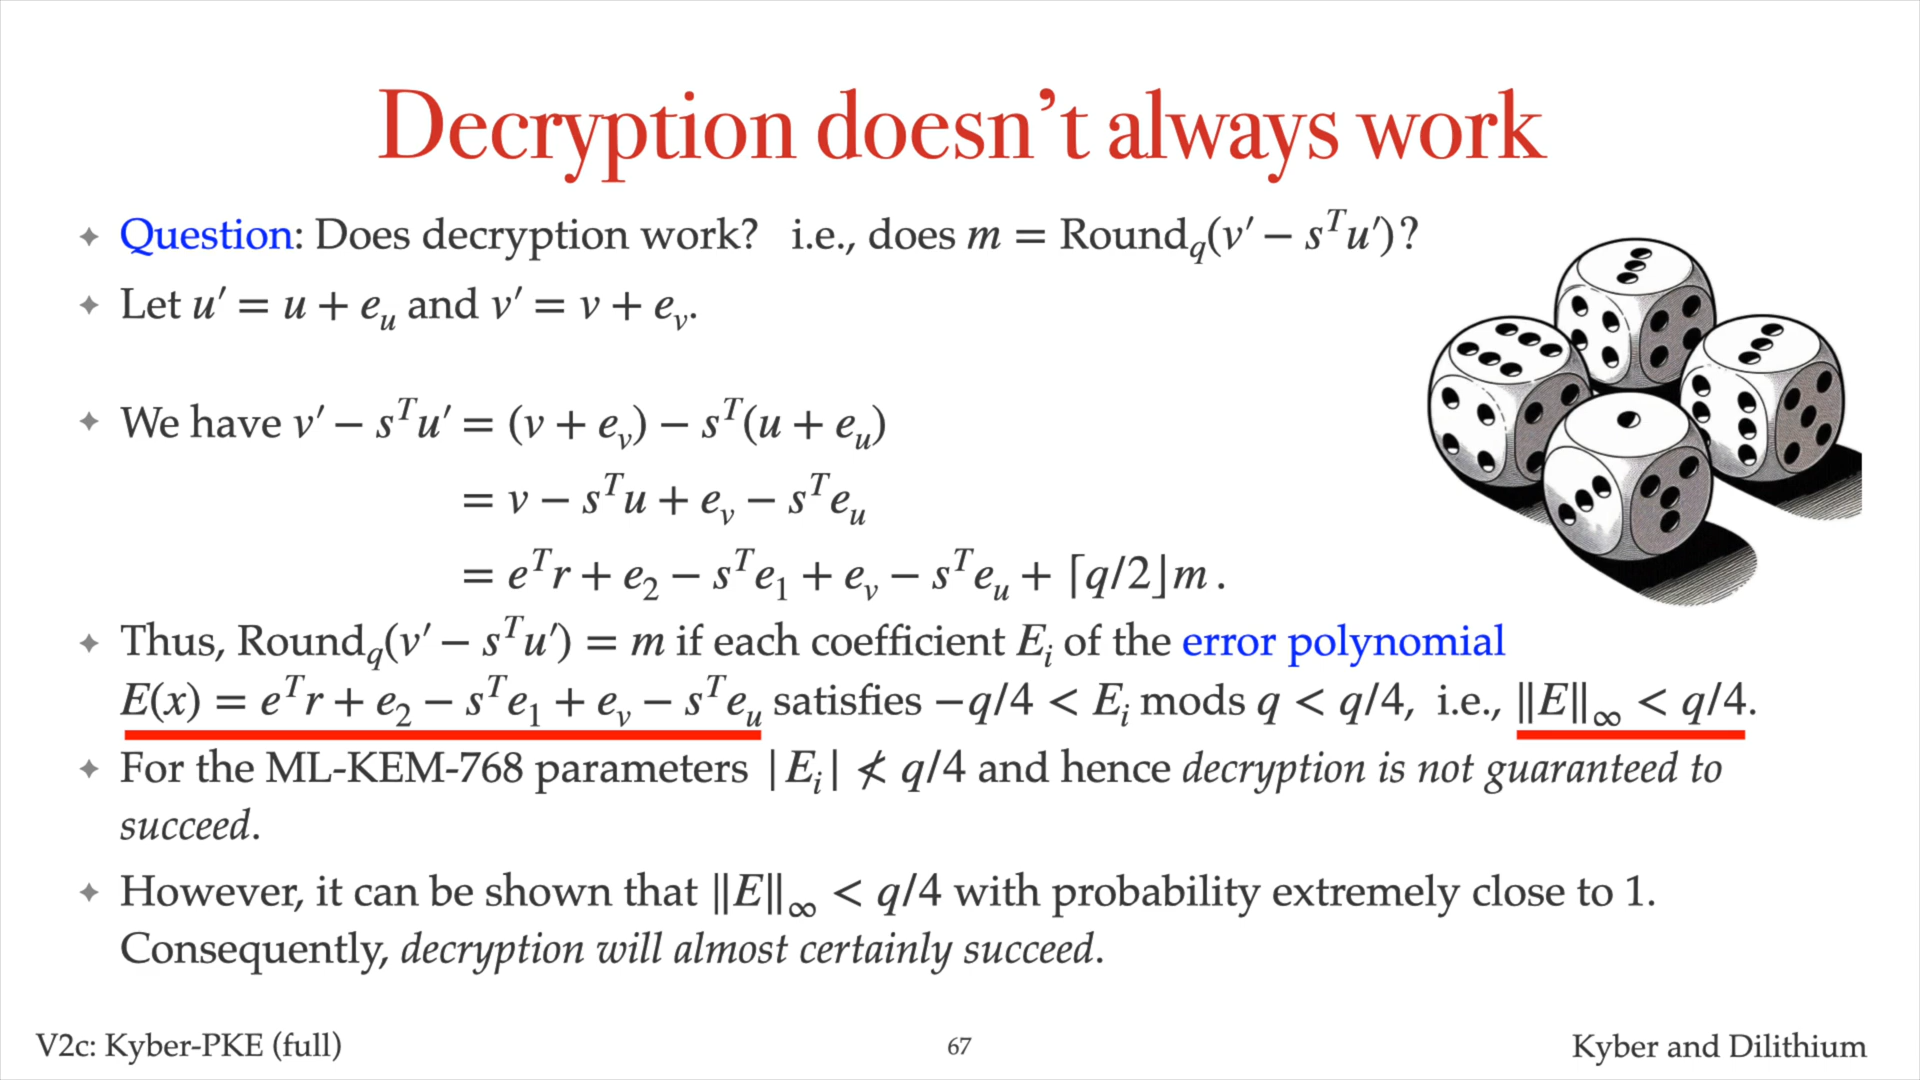 Decryption doesn't always work
✦ Question: Does decryption work? i.e., does m = Round_q(v′ − s^T u′)?
✦ Let u′ = u + e_u and v′ = v + e_v.
✦ We have v′ − s^T u′ = (v + e_v) − s^T(u + e_u)
= v − s^T u + e_v − s^T e_u
= e^T r + e_2 − s^T e_1 + e_v − s^T e_u + ⌈q/2⌋m.
✦ Thus, Round_q(v′ − s^T u′) = m if each coefficient E_i of the error polynomial
E(x) = e^T r + e_2 − s^T e_1 + e_v − s^T e_u satisfies −q/4 < E_i mods q < q/4, i.e., ‖E‖_∞ < q/4.
✦ For the ML-KEM-768 parameters |E_i| ≮ q/4 and hence decryption is not guaranteed to
succeed.
✦ However, it can be shown that ‖E‖_∞ < q/4 with probability extremely close to 1.
Consequently, decryption will almost certainly succeed.
V2c: Kyber-PKE (full)
67
Kyber and Dilithium